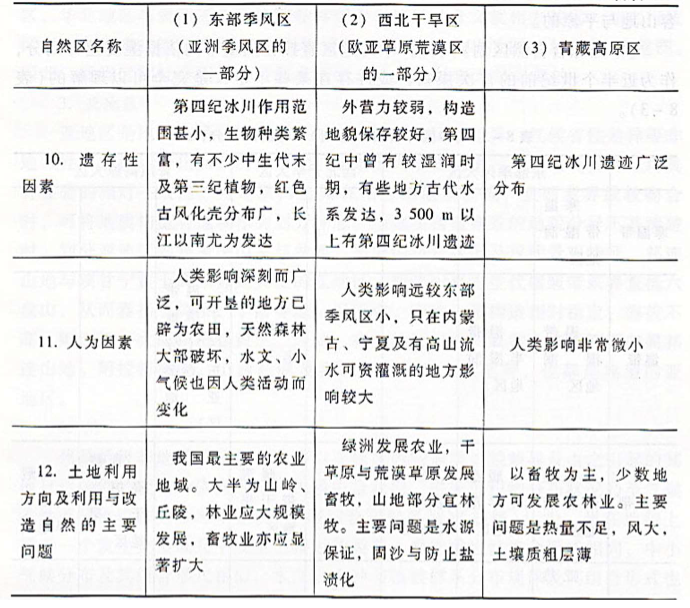 自然区名称
(1) 东部季风区
(亚洲季风区的
一部分)
(2) 西北干旱区
(欧亚草原荒漠区
的一部分)
(3) 青藏高原区
10. 遗存性
因素
第四纪冰川作用范
围甚小,生物种类繁
富,有不少中生代末
及第三纪植物,红色
古风化壳分布广,长
江以南尤为发达
外营力较弱,构造
地貌保存较好,第四
纪中曾有较湿润时
期,有些地方古代水
系发达,3 500 m 以
上有第四纪冰川遗迹
第四纪冰川遗迹广泛
分布
11. 人为因素
人类影响深刻而广
泛,可开垦的地方已
辟为农田,天然森林
大部破坏,水文、小
气候也因人类活动而
变化
人类影响远较东部
季风区小,只在内蒙
古、宁夏及有高山流
水可资灌溉的地方影
响较大
人类影响非常微小
12. 土地利用
方向及利用与改
造自然的主要
问题
我国最主要的农业
地域。大半为山岭、
丘陵,林业应大规模
发展,畜牧业亦应显
著扩大
绿洲发展农业,干
草原与荒漠草原发展
畜牧,山地部分宜林
牧。主要问题是水源
保证,固沙与防止盐
渍化
以畜牧为主,少数地
方可发展农林业。主要
问题是热量不足,风大,
土壤质粗层薄